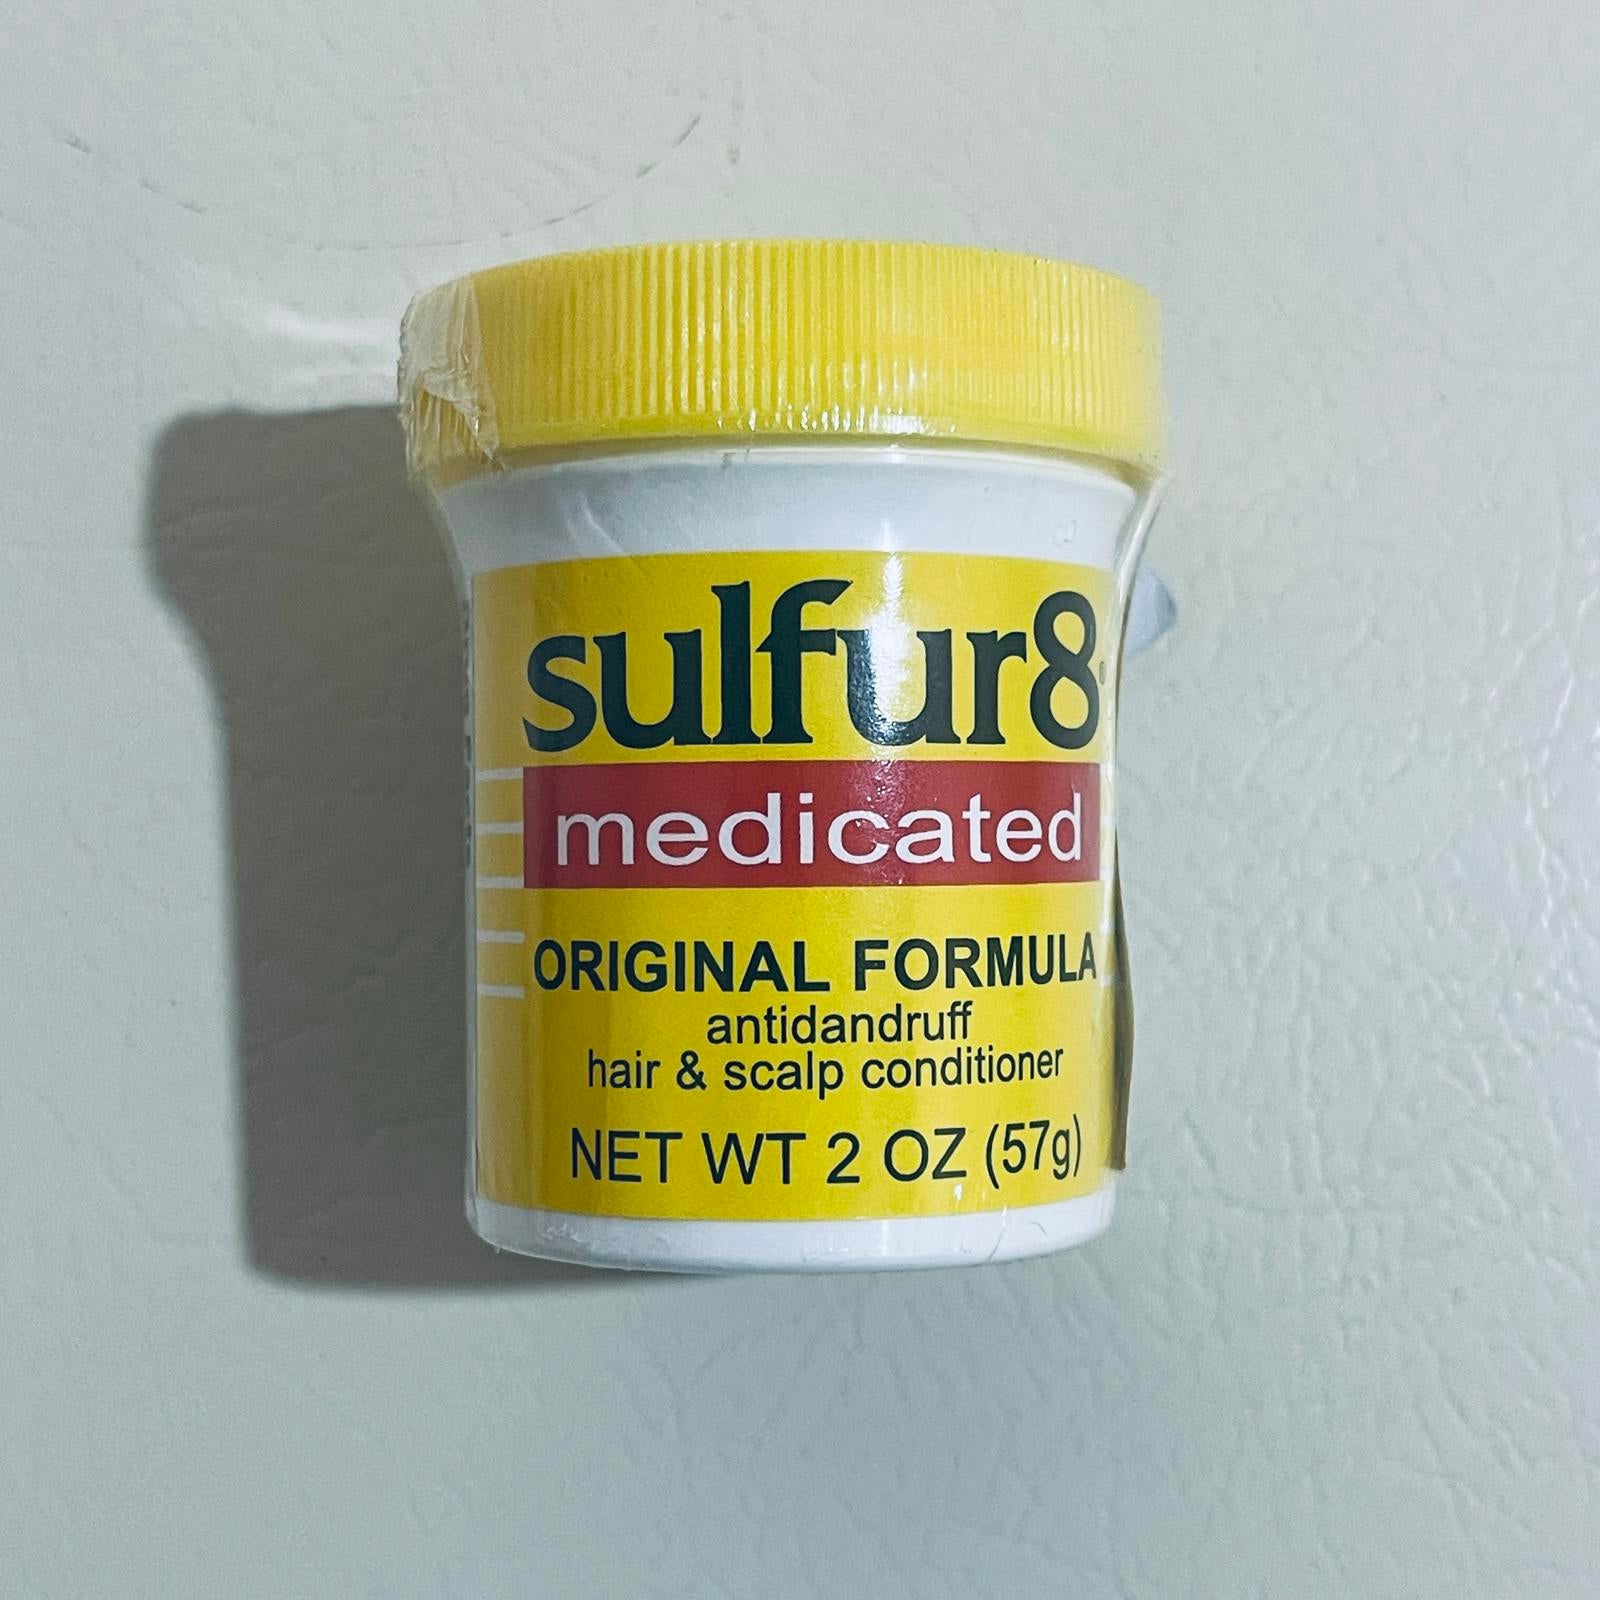 sulfur8®
medicated
ORIGINAL FORMULA
antidandruff
hair & scalp conditioner
NET WT 2 OZ (57g)